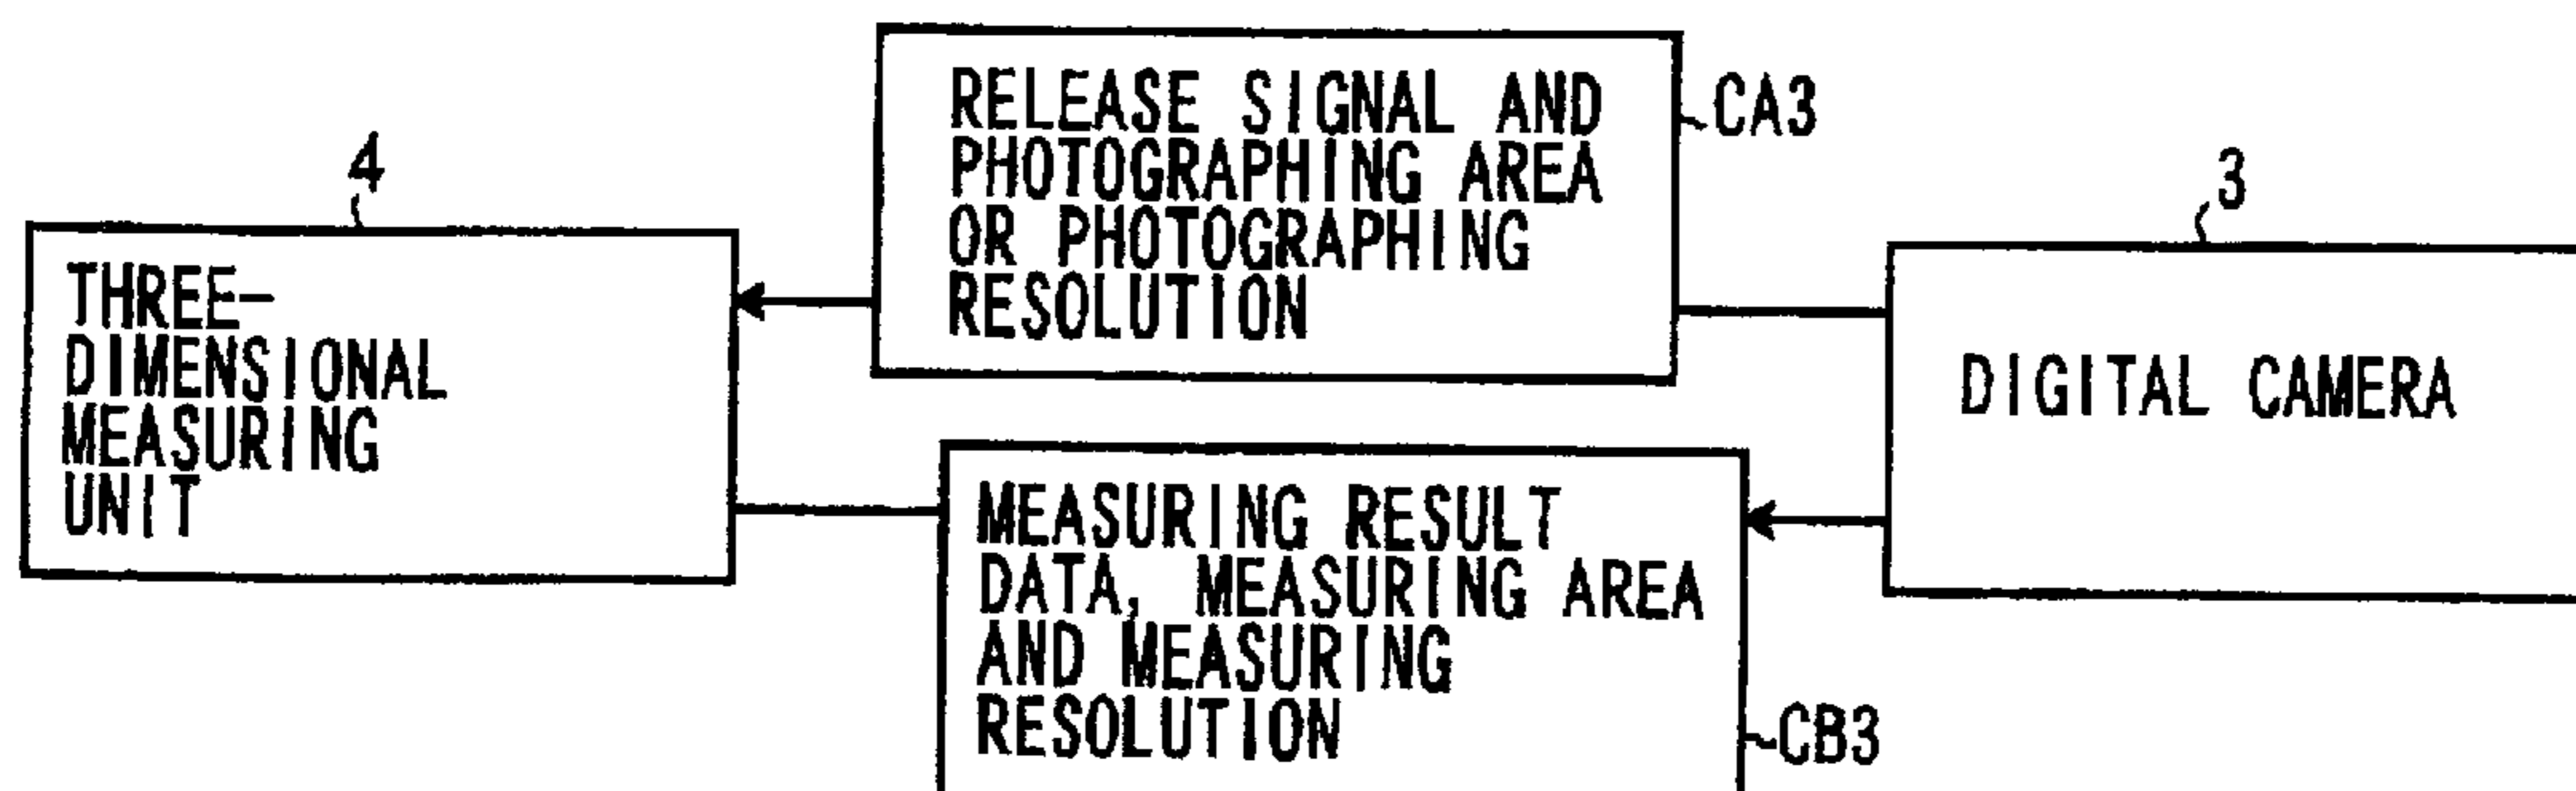 4
THREE-
DIMENSIONAL
MEASURING
UNIT
RELEASE SIGNAL AND
PHOTOGRAPHING AREA
OR PHOTOGRAPHING
RESOLUTION
CA3
3
DIGITAL CAMERA
MEASURING RESULT
DATA, MEASURING AREA
AND MEASURING
RESOLUTION
CB3